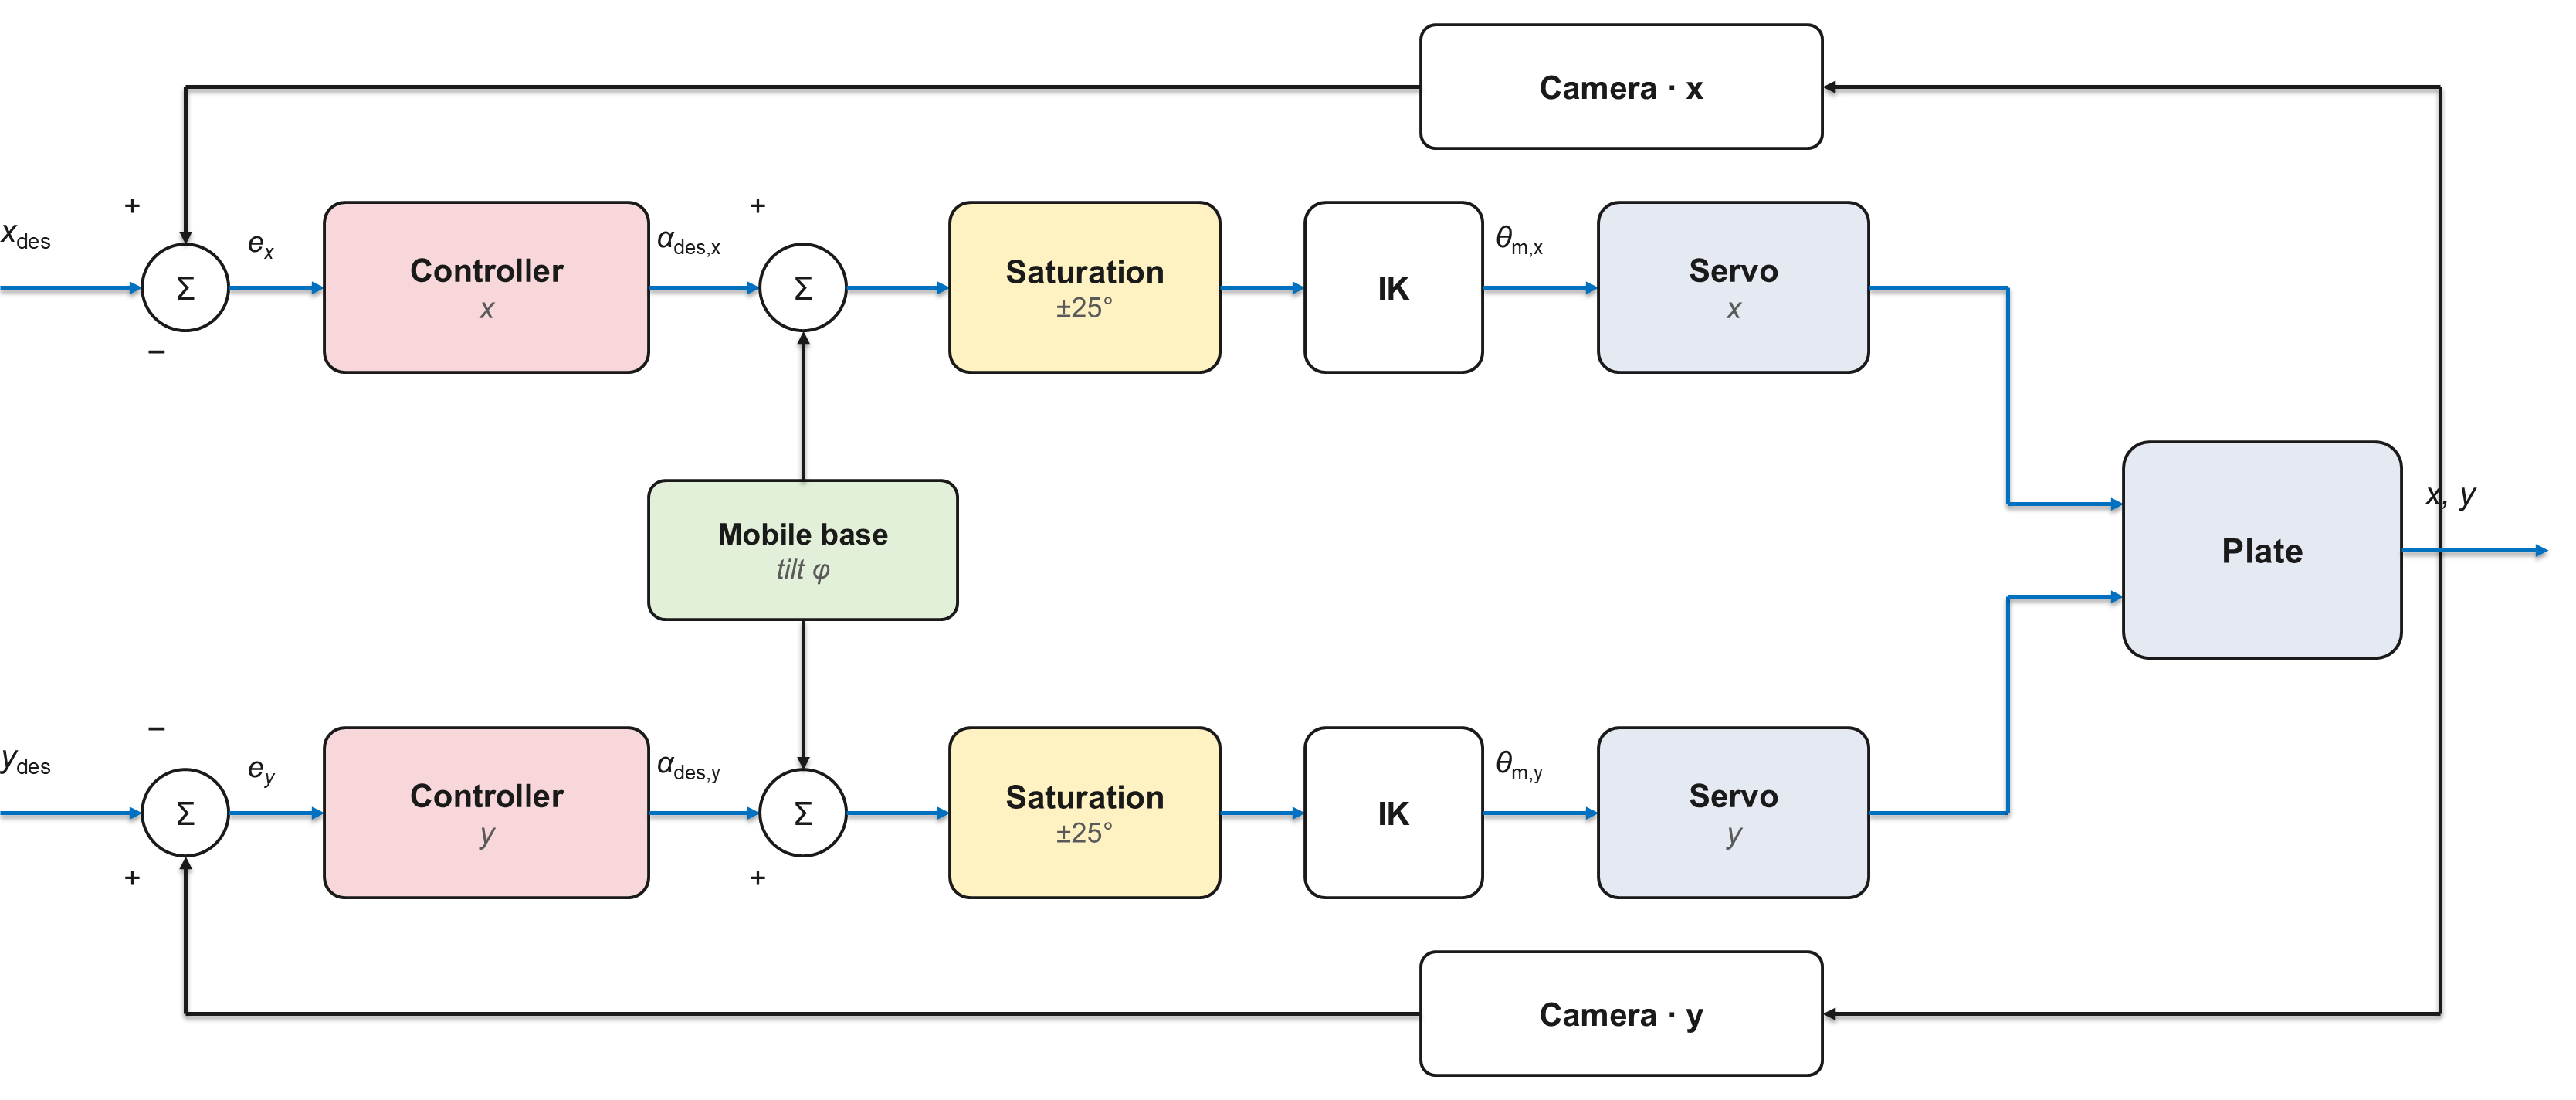 Camera · x
+
+
x_des
e_x
α_des,x
θ_m,x
Σ
Controller
x
Σ
Saturation
±25°
IK
Servo
x
−
x, y
Mobile base
tilt φ
Plate
−
y_des
e_y
α_des,y
θ_m,y
Σ
Controller
y
Σ
Saturation
±25°
IK
Servo
y
+
+
Camera · y